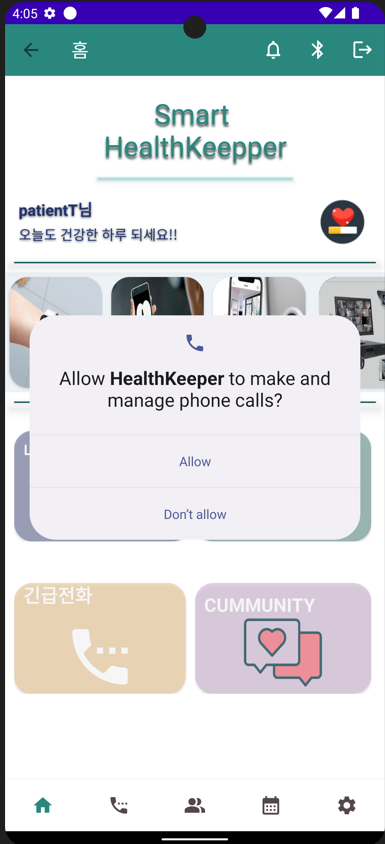 4:05
홈
Smart
HealthKeepper
patientT님
오늘도 건강한 하루 되세요!!
Allow HealthKeeper to make and
manage phone calls?
Allow
Don't allow
긴급전화
CUMMUNITY